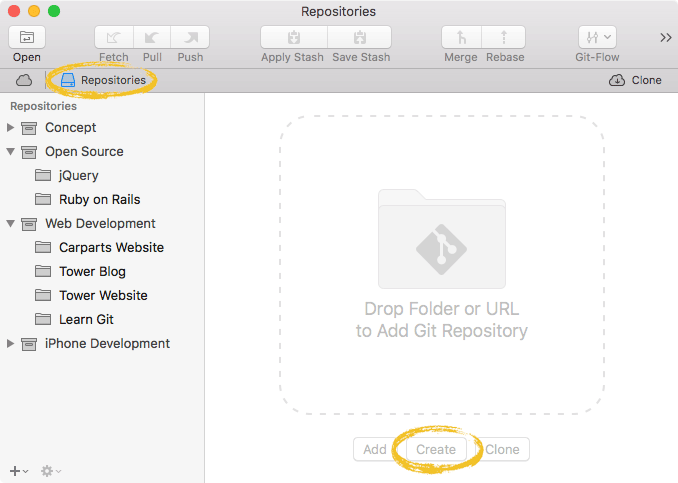 Repositories
Open
Fetch
Pull
Push
Apply Stash
Save Stash
Merge
Rebase
Git-Flow
Repositories
Clone
Repositories
Concept
Open Source
jQuery
Ruby on Rails
Web Development
Carparts Website
Tower Blog
Tower Website
Learn Git
iPhone Development
Drop Folder or URL
to Add Git Repository
Add
Create
Clone